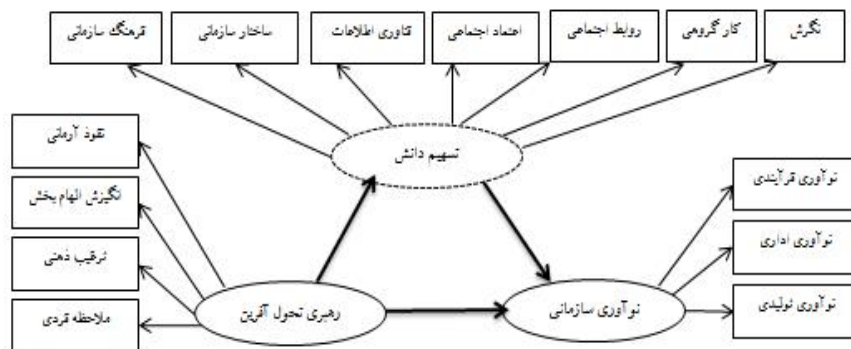 نگرش
کار گروهی
روابط اجتماعی
اعتماد اجتماعی
فناوری اطلاعات
ساختار سازمانی
فرهنگ سازمانی
تسهیم دانش
نفوذ آرمانی
نگیزش الهام بخش
ترغیب ذهنی
ملاحظه فردی
رهبری تحول آفرین
نوآوری سازمانی
نوآوری فرآیندی
نوآوری اداری
نوآوری تولیدی